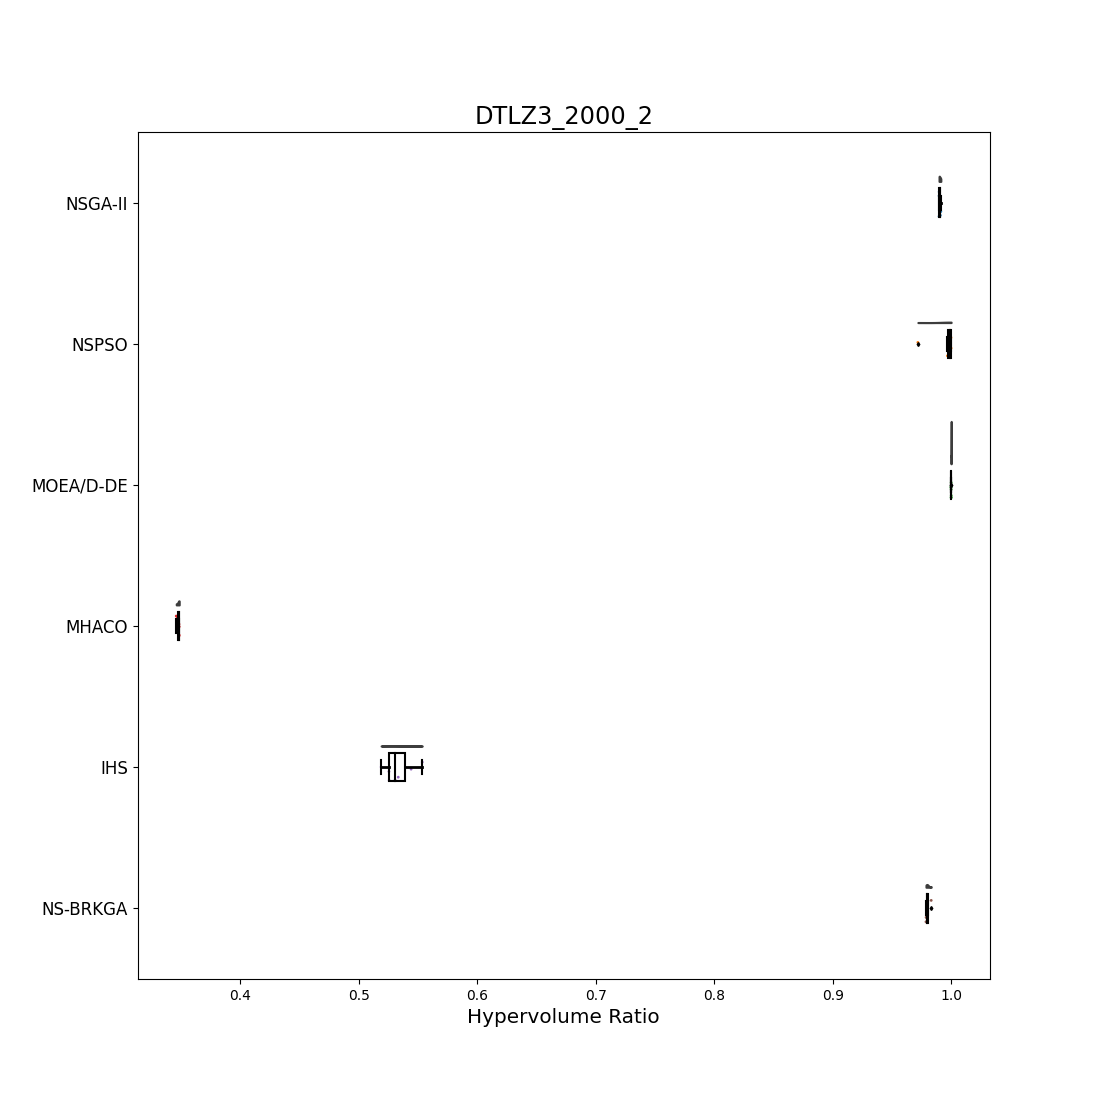 DTLZ3_2000_2
NSGA-II
NSPSO
MOEA/D-DE
MHACO
IHS
NS-BRKGA
0.4 0.5 0.6 0.7 0.8 0.9 1.0
Hypervolume Ratio